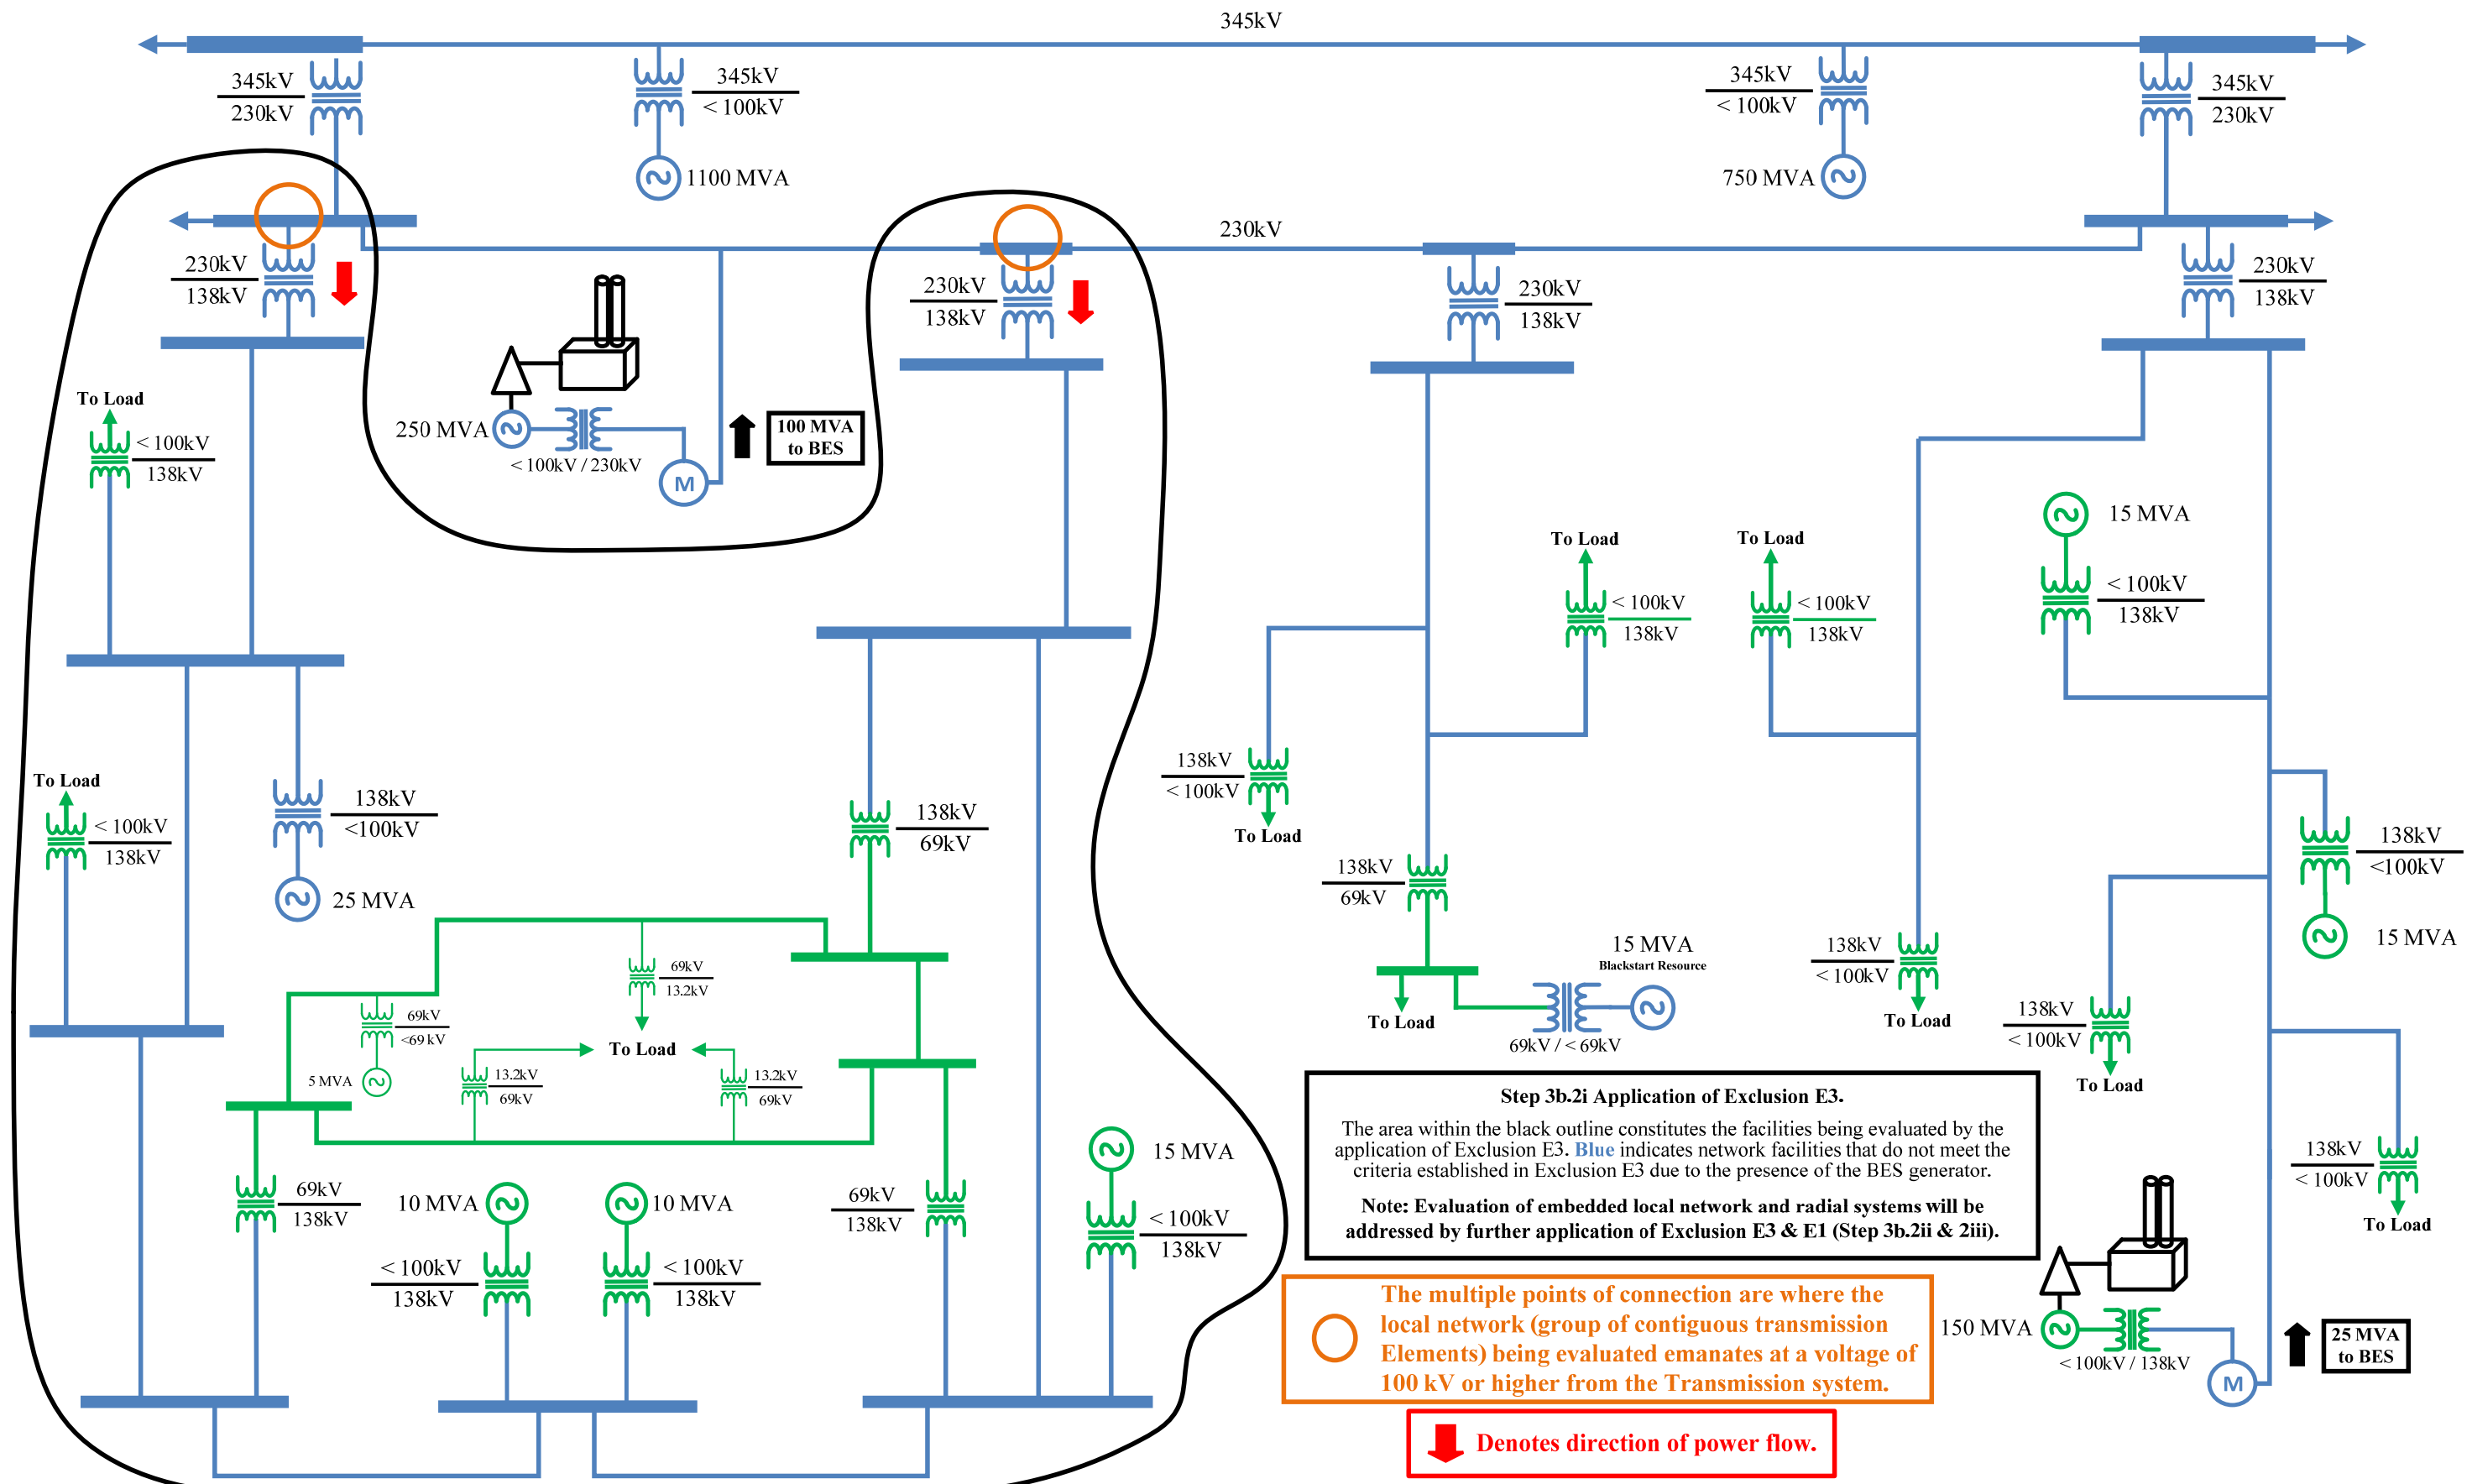 345kV
345kV
230kV
345kV
< 100kV
345kV
< 100kV
345kV
230kV
1100 MVA
750 MVA
230kV
230kV
138kV
230kV
138kV
230kV
138kV
230kV
138kV
To Load
< 100kV
138kV
250 MVA
< 100kV / 230kV
M
100 MVA
to BES
To Load
< 100kV
138kV
To Load
< 100kV
138kV
15 MVA
< 100kV
138kV
To Load
< 100kV
138kV
138kV
<100kV
25 MVA
138kV
69kV
138kV
< 100kV
To Load
138kV
69kV
15 MVA
Blackstart Resource
To Load
69kV / < 69kV
138kV
< 100kV
To Load
138kV
<100kV
15 MVA
138kV
< 100kV
To Load
138kV
< 100kV
To Load
69kV
13.2kV
69kV
<69 kV
5 MVA
To Load
13.2kV
69kV
13.2kV
69kV
69kV
138kV
10 MVA
< 100kV
138kV
10 MVA
< 100kV
138kV
69kV
138kV
15 MVA
< 100kV
138kV
Step 3b.2i Application of Exclusion E3.
The area within the black outline constitutes the facilities being evaluated by the
application of Exclusion E3. Blue indicates network facilities that do not meet the
criteria established in Exclusion E3 due to the presence of the BES generator.
Note: Evaluation of embedded local network and radial systems will be
addressed by further application of Exclusion E3 & E1 (Step 3b.2ii & 2iii).
The multiple points of connection are where the
local network (group of contiguous transmission
Elements) being evaluated emanates at a voltage of
100 kV or higher from the Transmission system.
Denotes direction of power flow.
150 MVA
< 100kV / 138kV
M
25 MVA
to BES